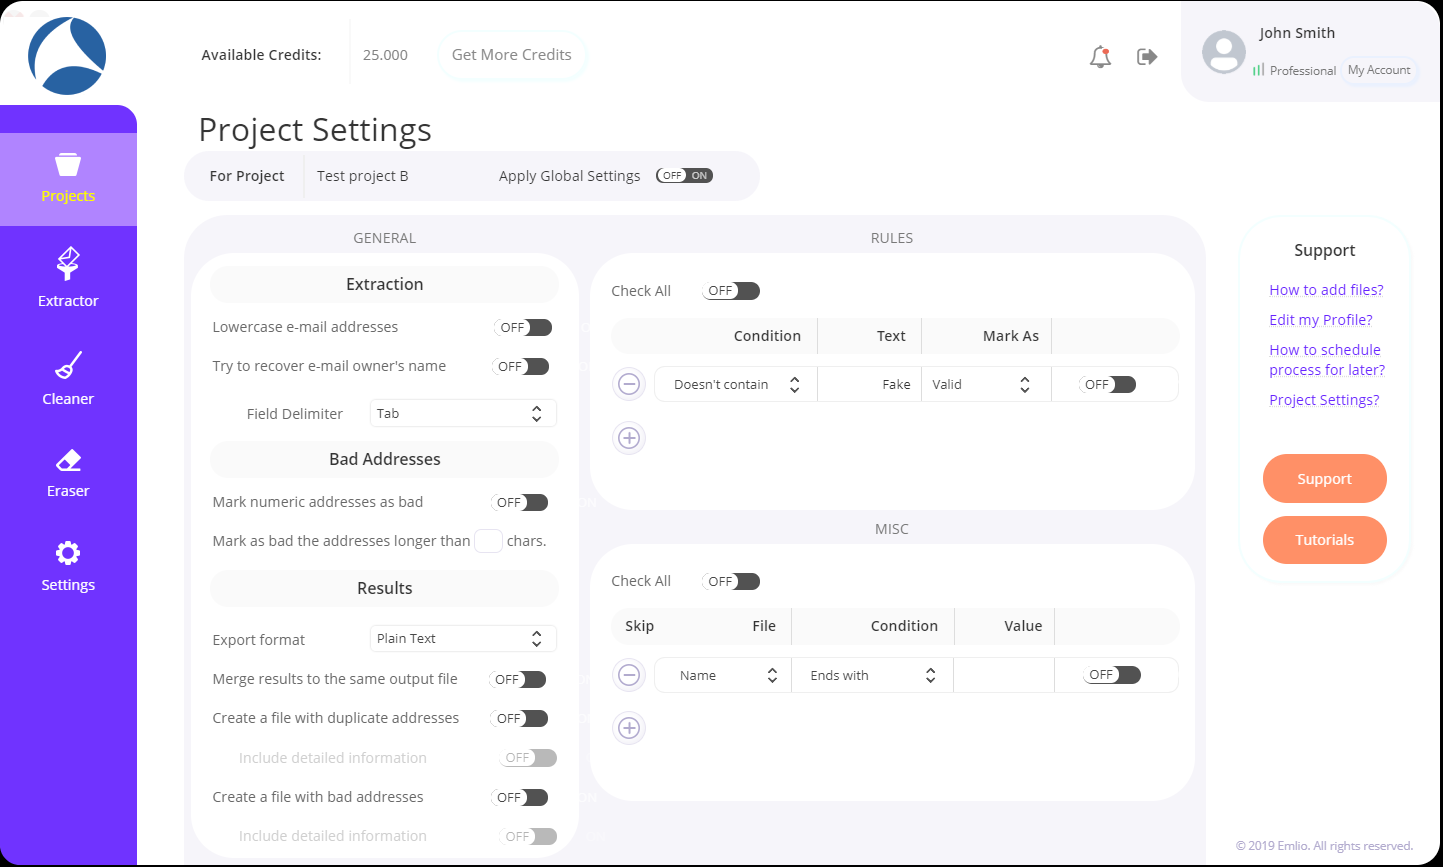 Available Credits: 25.000 Get More Credits
John Smith
Professional My Account
Project Settings
For Project Test project B Apply Global Settings OFF ON
Projects
Extractor
Cleaner
Eraser
Settings
GENERAL
Extraction
Lowercase e-mail addresses OFF
Try to recover e-mail owner's name OFF
Field Delimiter Tab
Bad Addresses
Mark numeric addresses as bad OFF ON
Mark as bad the addresses longer than chars.
Results
Export format Plain Text
Merge results to the same output file OFF
Create a file with duplicate addresses OFF
Include detailed information OFF
Create a file with bad addresses OFF ON
Include detailed information OFF
RULES
Check All OFF
Condition Text Mark As
Doesn't contain Fake Valid OFF
MISC
Check All OFF
Skip File Condition Value
Name Ends with OFF
Support
How to add files?
Edit my Profile?
How to schedule
process for later?
Project Settings?
Support
Tutorials
© 2019 Emlio. All rights reserved.